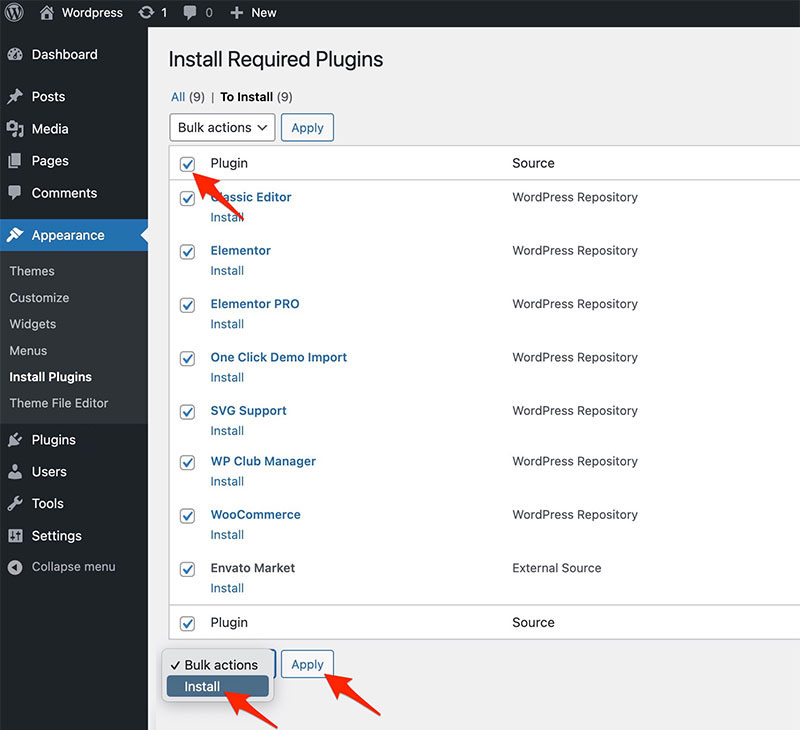 Wordpress 1 0 New
Dashboard
Posts
Media
Pages
Comments
Appearance
Themes
Customize
Widgets
Menus
Install Plugins
Theme File Editor
Plugins
Users
Tools
Settings
Collapse menu
Install Required Plugins
All (9) | To Install (9)
Bulk actions Apply
Plugin Source
Classic Editor WordPress Repository
Install
Elementor WordPress Repository
Install
Elementor PRO WordPress Repository
Install
One Click Demo Import WordPress Repository
Install
SVG Support WordPress Repository
Install
WP Club Manager WordPress Repository
Install
WooCommerce WordPress Repository
Install
Envato Market External Source
Install
Plugin Source
Bulk actions Apply
Install